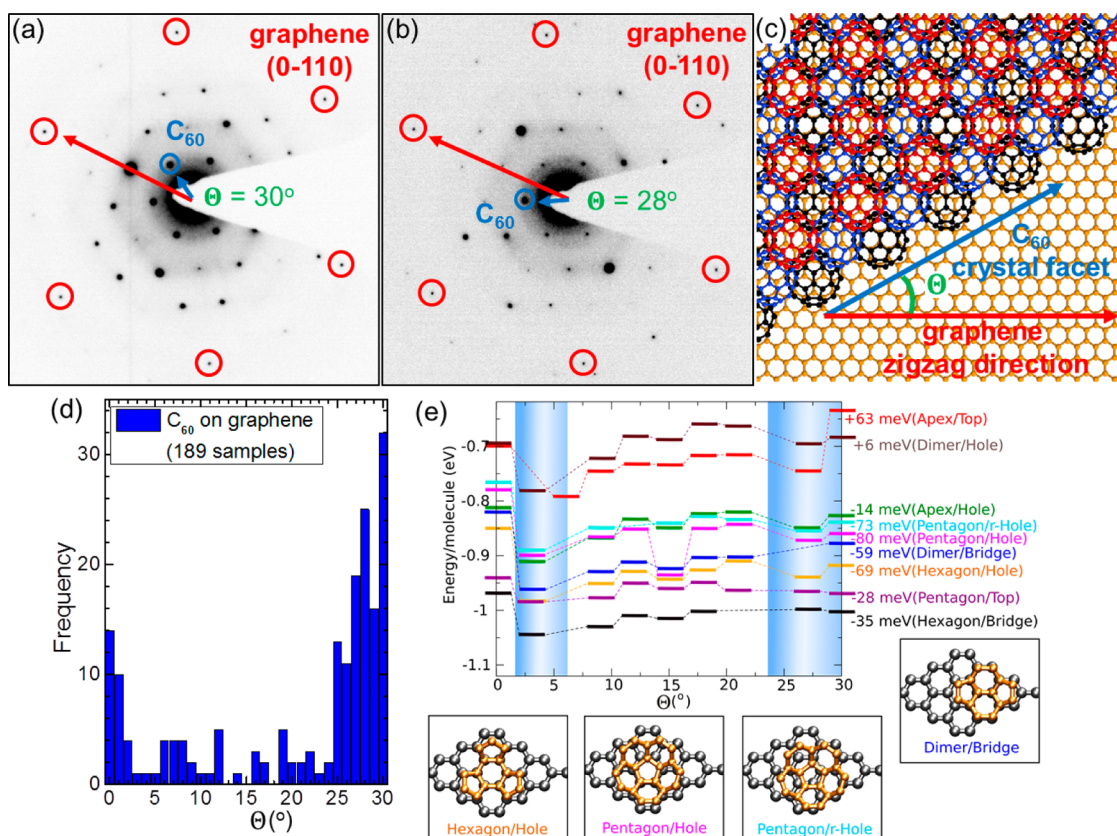 (a)
graphene
(0-110)
C60
Θ = 30°
(b)
graphene
(0-110)
C60
Θ = 28°
(c)
C60
crystal facet
Θ
graphene
zigzag direction
(d)
C60 on graphene
(189 samples)
Frequency
30
20
10
0
0 5 10 15 20 25 30
Θ(°)
(e)
Energy/molecule (eV)
-0.7
-0.8
-0.9
-1
-1.1
0 5 10 15 20 25 30
Θ(°)
+63 meV(Apex/Top)
+6 meV(Dimer/Hole)
-14 meV(Apex/Hole)
-73 meV(Pentagon/r-Hole)
-80 meV(Pentagon/Hole)
-59 meV(Dimer/Bridge)
-69 meV(Hexagon/Hole)
-28 meV(Pentagon/Top)
-35 meV(Hexagon/Bridge)
Dimer/Bridge
Hexagon/Hole
Pentagon/Hole
Pentagon/r-Hole